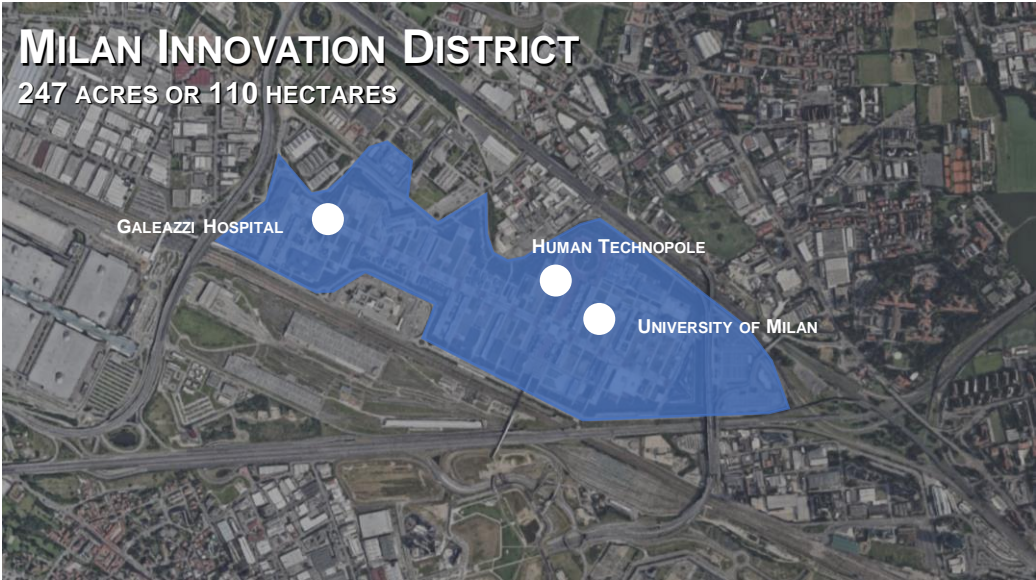 Milan Innovation District
247 acres or 110 hectares
Galeazzi Hospital
Human Technopole
University of Milan